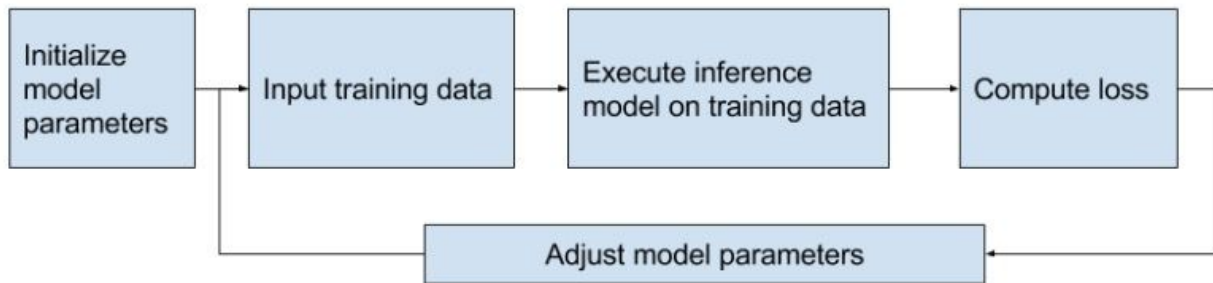 Initialize
model
parameters
Input training data
Execute inference
model on training data
Compute loss
Adjust model parameters